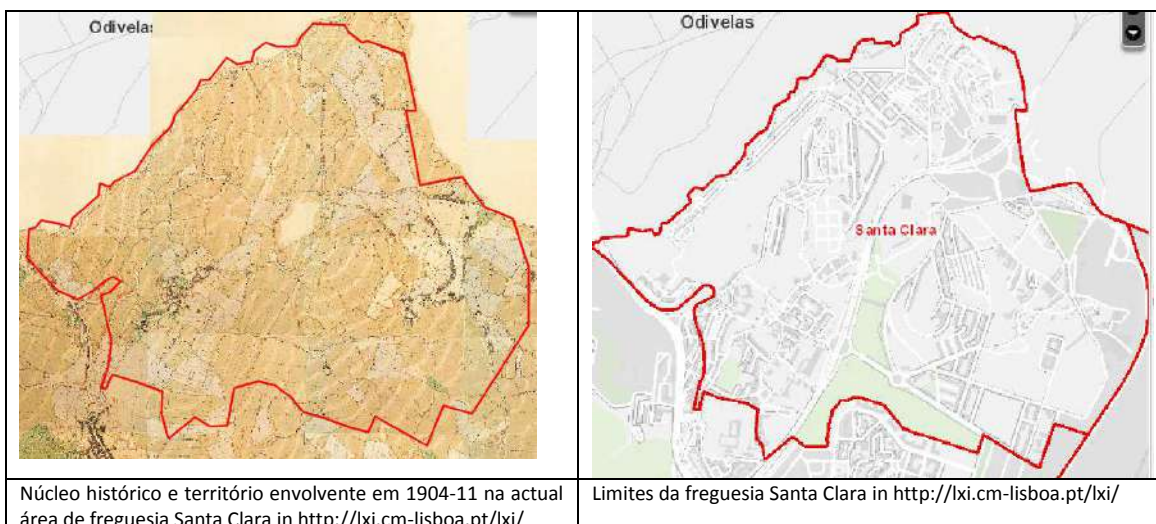 Odivelas
Odivelas
Santa Clara
Núcleo histórico e território envolvente em 1904-11 na actual
área de freguesia Santa Clara in http://lxi.cm-lisboa.pt/lxi/
Limites da freguesia Santa Clara in http://lxi.cm-lisboa.pt/lxi/